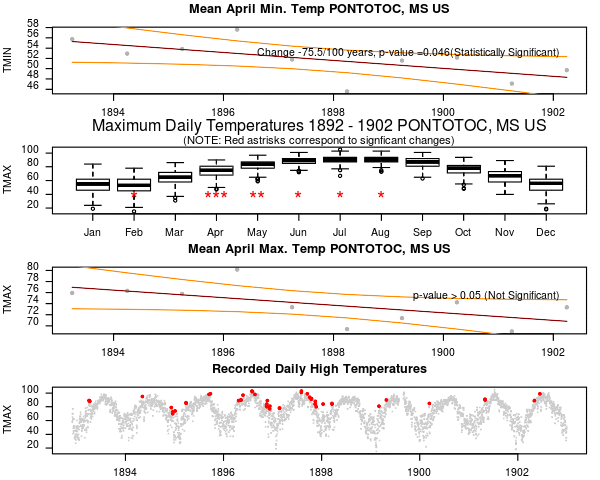 Mean April Min. Temp PONTOTOC, MS US
58
56
54
52
50
48
46
TMIN
Change -75.5/100 years, p-value =0.046(Statistically Significant)
1894 1896 1898 1900 1902
Maximum Daily Temperatures 1892 - 1902 PONTOTOC, MS US
(NOTE: Red astrisks correspond to signficant changes)
100
80
60
40
20
TMAX
* *** ** * * *
Jan Feb Mar Apr May Jun Jul Aug Sep Oct Nov Dec
Mean April Max. Temp PONTOTOC, MS US
80
78
76
74
72
70
TMAX
p-value > 0.05 (Not Significant)
1894 1896 1898 1900 1902
Recorded Daily High Temperatures
100
80
60
40
20
TMAX
1894 1896 1898 1900 1902